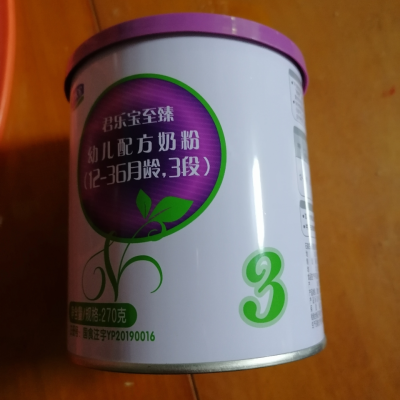 君乐宝至臻
幼儿配方奶粉
(12-36月龄,3段)
3
净含量/规格:270克
国食注字YP20190016